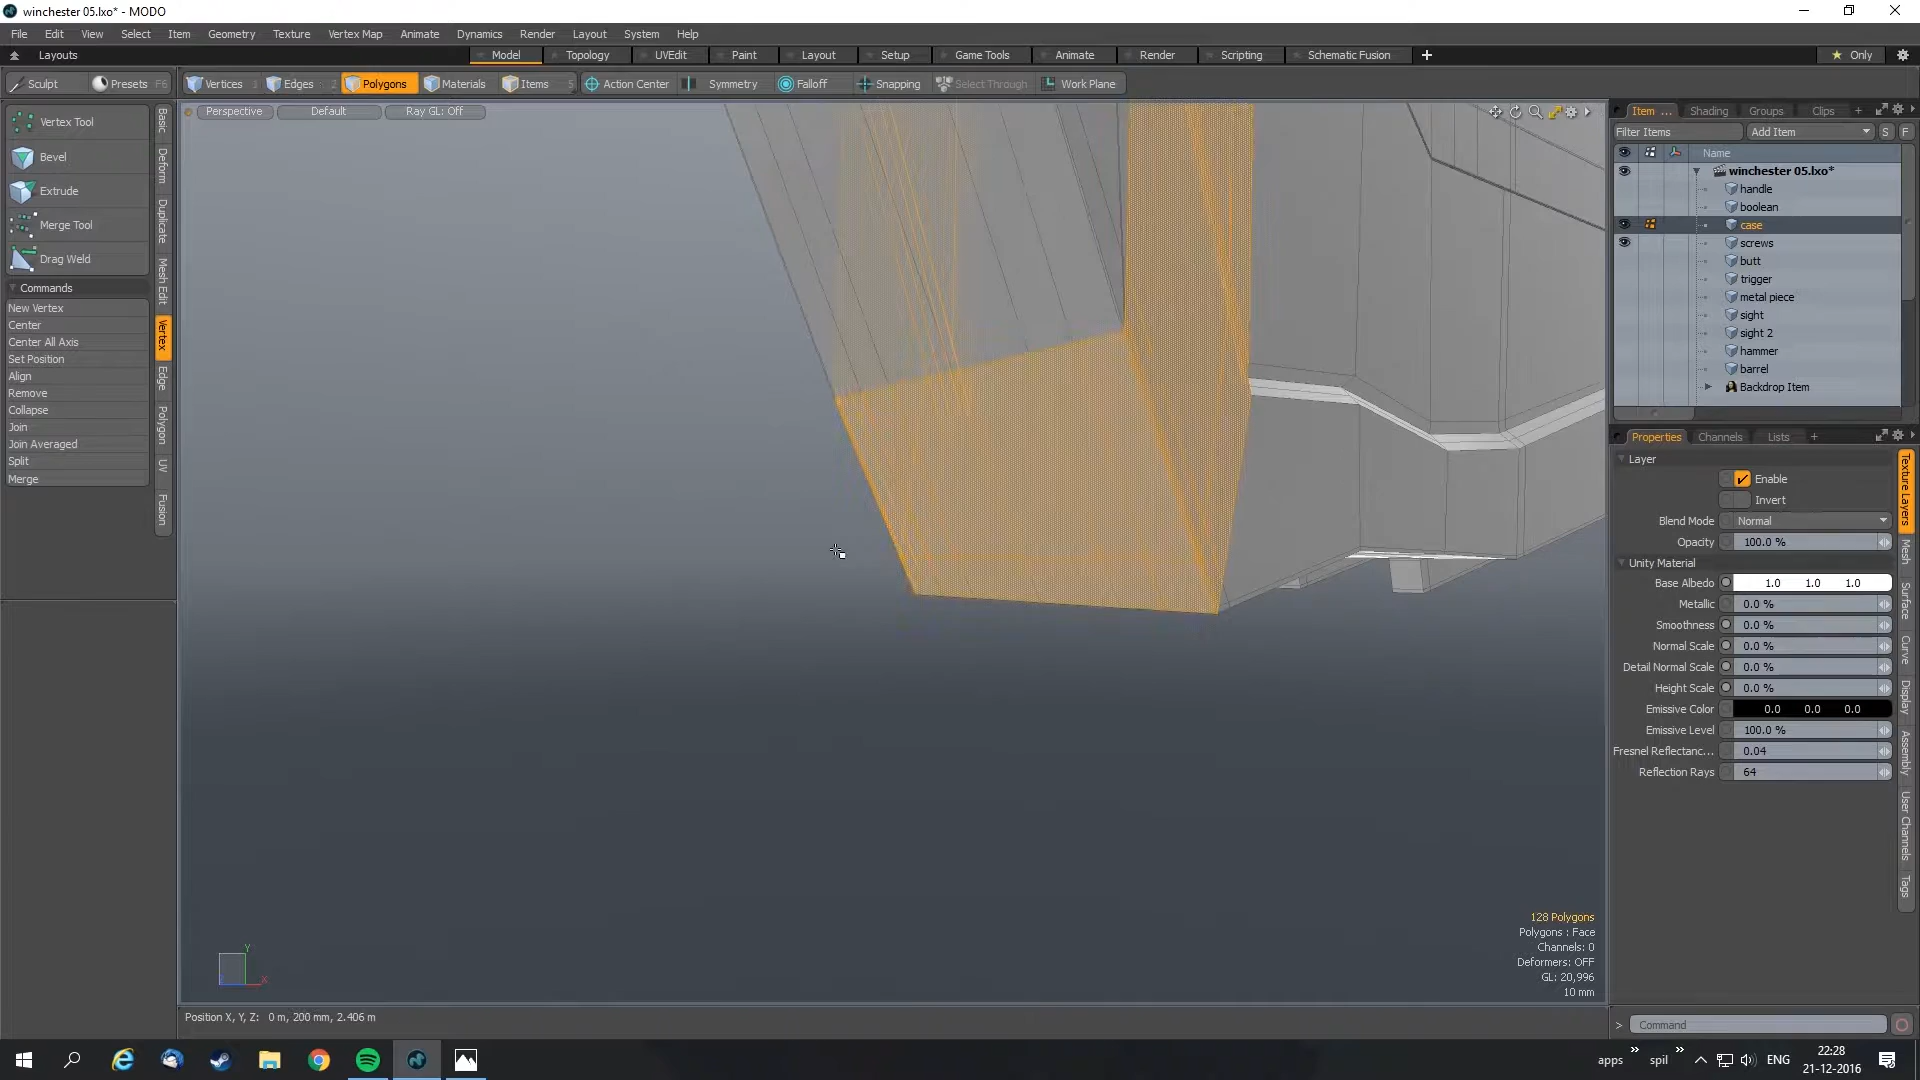 winchester 05.lxo* - MODO
File Edit View Select Item Geometry Texture Vertex Map Animate Dynamics Render Layout System Help
Layouts Model Topology UVEdit Paint Layout Setup Game Tools Animate Render Scripting Schematic Fusion Only
Sculpt Presets F6 Vertices 1 Edges 2 Polygons Materials Items 5 Action Center Symmetry Falloff Snapping Select Through Work Plane
Perspective Default Ray GL: Off
Vertex Tool
Bevel
Extrude
Merge Tool
Drag Weld
Commands
New Vertex
Center
Center All Axis
Set Position
Align
Remove
Collapse
Join
Join Averaged
Split
Merge
Basic
Deform
Duplicate
Mesh Edit
Vertex
Edge
Polygon
UV
Fusion
Item ... Shading Groups Clips
Filter Items Add Item S F
Name
winchester 05.lxo*
handle
boolean
case
screws
butt
trigger
metal piece
sight
sight 2
hammer
barrel
Backdrop Item
Properties Channels Lists
Layer
Enable
Invert
Blend Mode Normal
Opacity 100.0 %
Unity Material
Base Albedo 1.0 1.0 1.0
Metallic 0.0 %
Smoothness 0.0 %
Normal Scale 0.0 %
Detail Normal Scale 0.0 %
Height Scale 0.0 %
Emissive Color 0.0 0.0 0.0
Emissive Level 100.0 %
Fresnel Reflectanc... 0.04
Reflection Rays 64
Texture Layers
Mesh
Surface
Curve
Display
Assembly
User Channels
Tags
128 Polygons
Polygons : Face
Channels: 0
Deformers: OFF
GL: 20,996
10 mm
Y
X
Position X, Y, Z: 0 m, 200 mm, 2.406 m
> Command
apps » spil » ENG 22:28
21-12-2016